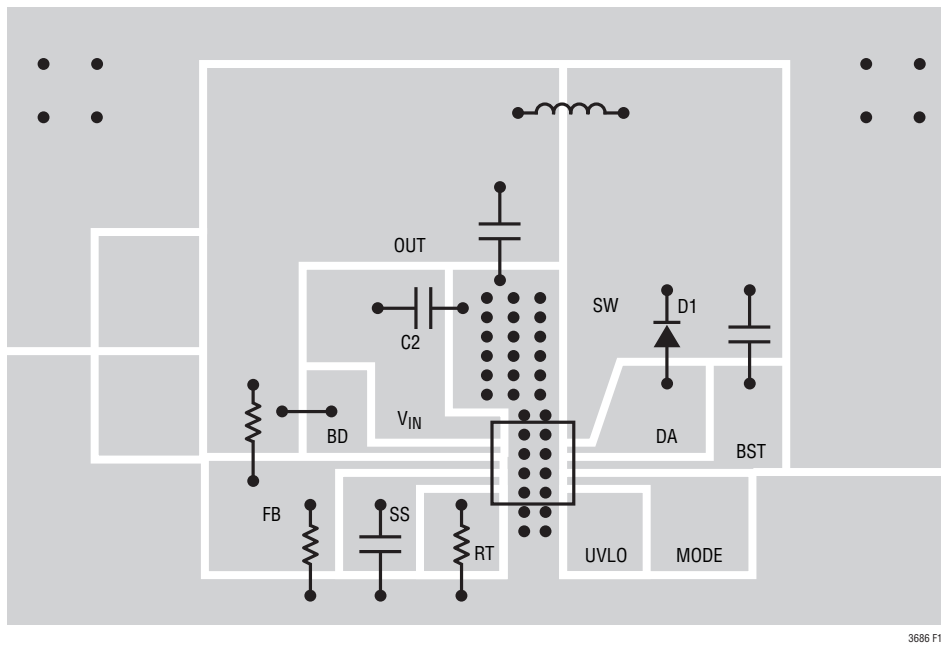 OUT
SW
D1
C2
VIN
BD
DA
BST
FB
SS
RT
UVLO
MODE
3686 F1